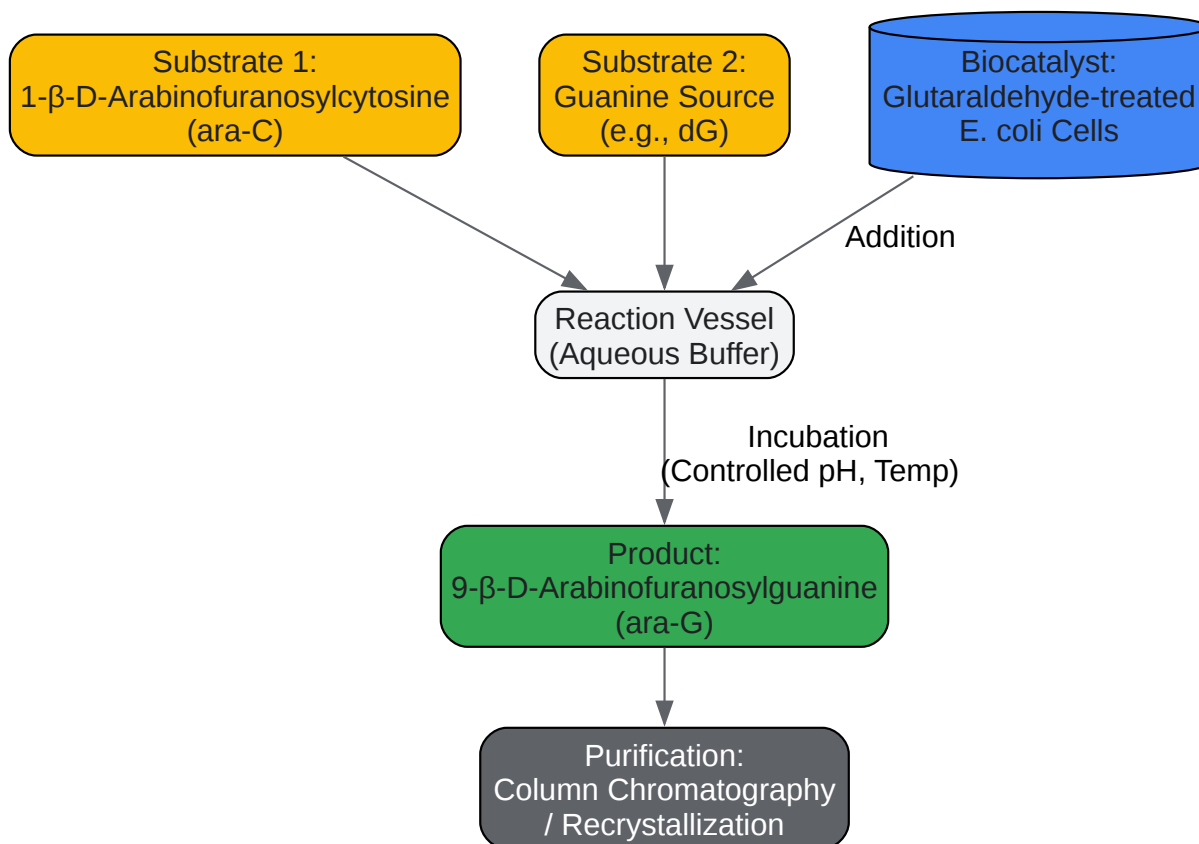 Substrate 1:
1-β-D-Arabinofuranosylcytosine
(ara-C)
Substrate 2:
Guanine Source
(e.g., dG)
Biocatalyst:
Glutaraldehyde-treated
E. coli Cells
Addition
Reaction Vessel
(Aqueous Buffer)
Incubation
(Controlled pH, Temp)
Product:
9-β-D-Arabinofuranosylguanine
(ara-G)
Purification:
Column Chromatography
/ Recrystallization